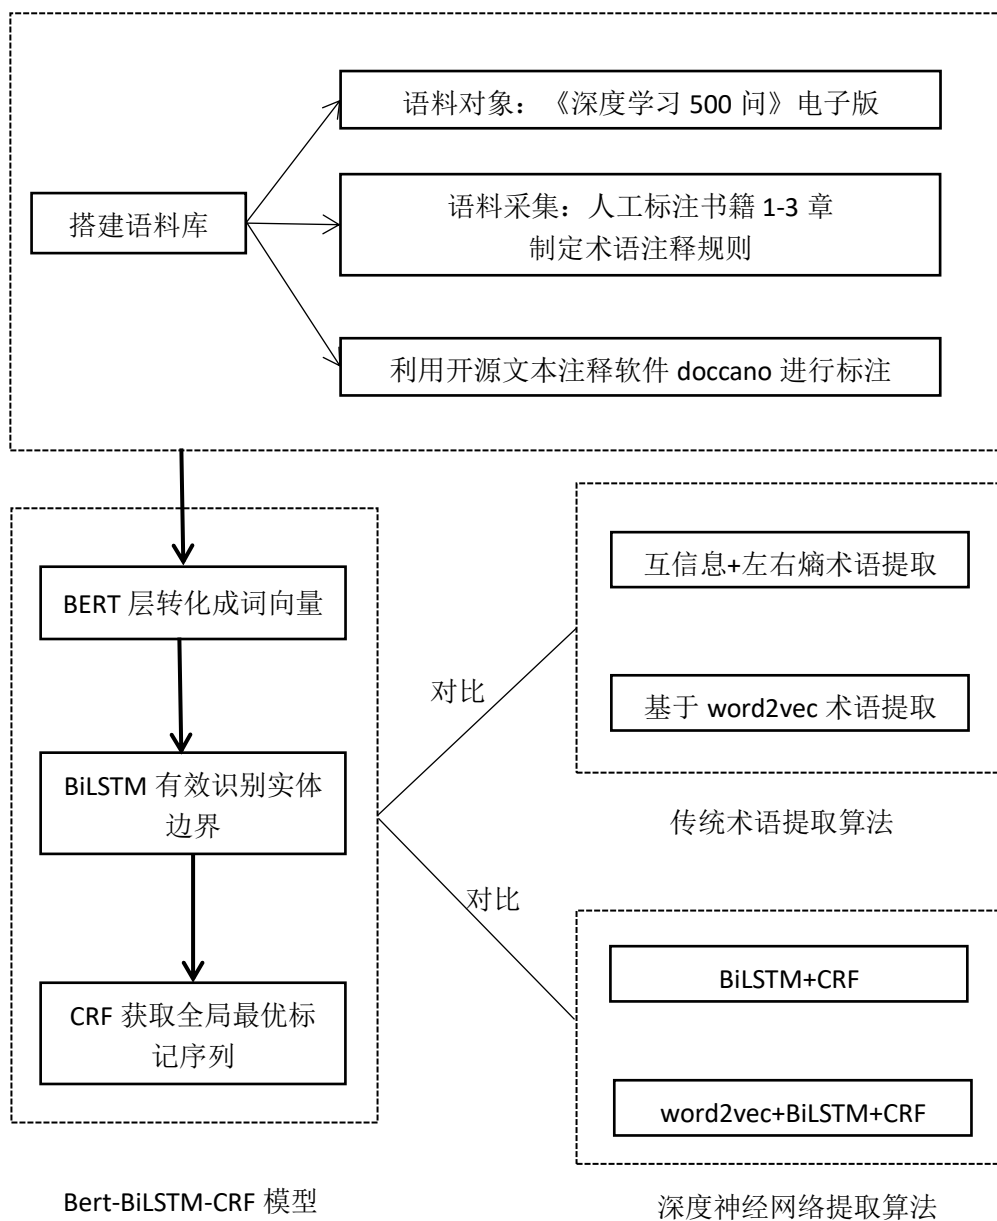 语料对象：《深度学习 500 问》电子版
搭建语料库
语料采集：人工标注书籍 1-3 章
制定术语注释规则
利用开源文本注释软件 doccano 进行标注
BERT 层转化成词向量
BiLSTM 有效识别实体
边界
CRF 获取全局最优标
记序列
Bert-BiLSTM-CRF 模型
对比
互信息+左右熵术语提取
基于 word2vec 术语提取
传统术语提取算法
对比
BiLSTM+CRF
word2vec+BiLSTM+CRF
深度神经网络提取算法